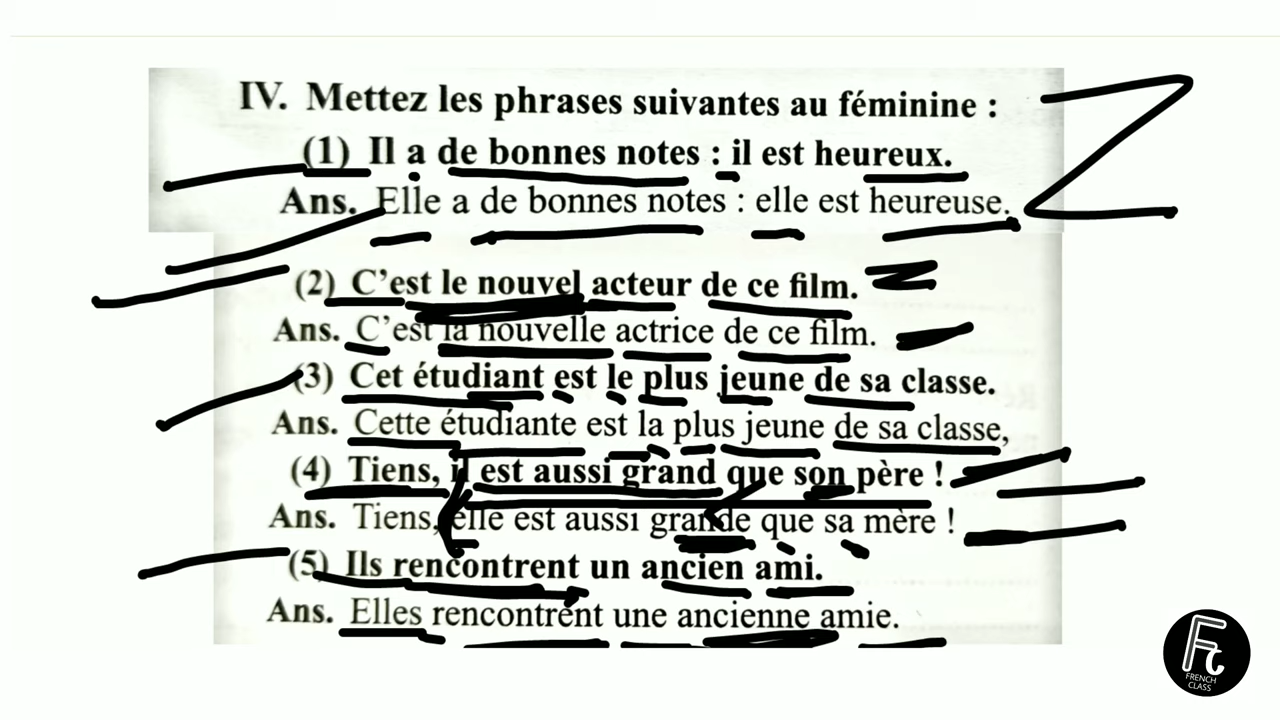 IV. Mettez les phrases suivantes au féminine :
(1) Il a de bonnes notes : il est heureux.
Ans. Elle a de bonnes notes : elle est heureuse.
(2) C'est le nouvel acteur de ce film.
Ans. C'est la nouvelle actrice de ce film.
(3) Cet étudiant est le plus jeune de sa classe.
Ans. Cette étudiante est la plus jeune de sa classe,
(4) Tiens, il est aussi grand que son père !
Ans. Tiens, elle est aussi grande que sa mère !
(5) Ils rencontrent un ancien ami.
Ans. Elles rencontrent une ancienne amie.
FC
FRENCH
CLASS